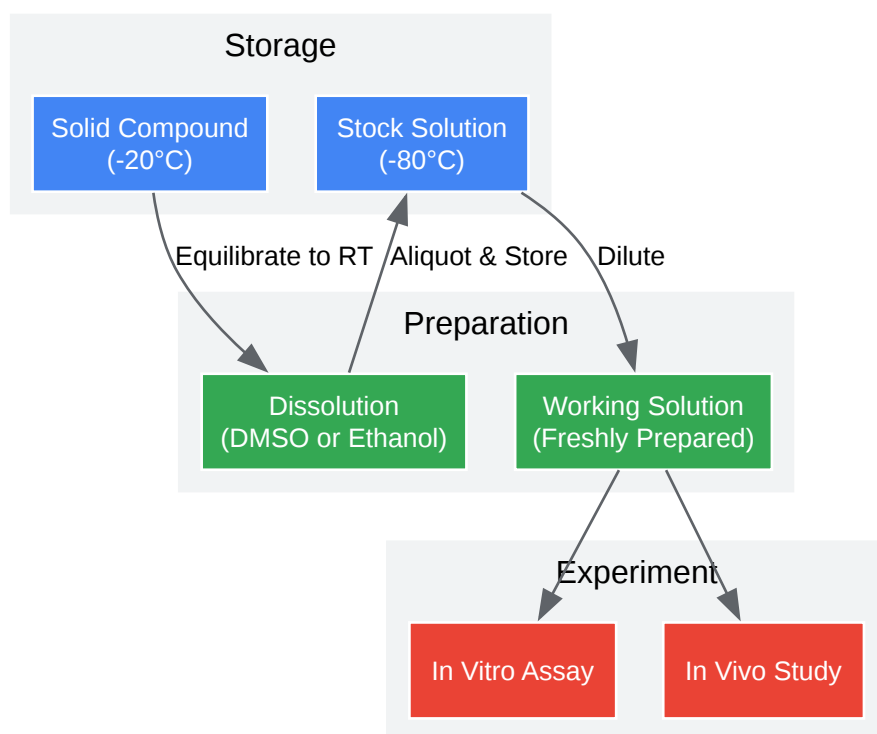 Storage
Solid Compound
(-20°C)
Stock Solution
(-80°C)
Equilibrate to RT
Aliquot & Store
Dilute
Preparation
Dissolution
(DMSO or Ethanol)
Working Solution
(Freshly Prepared)
Experiment
In Vitro Assay
In Vivo Study